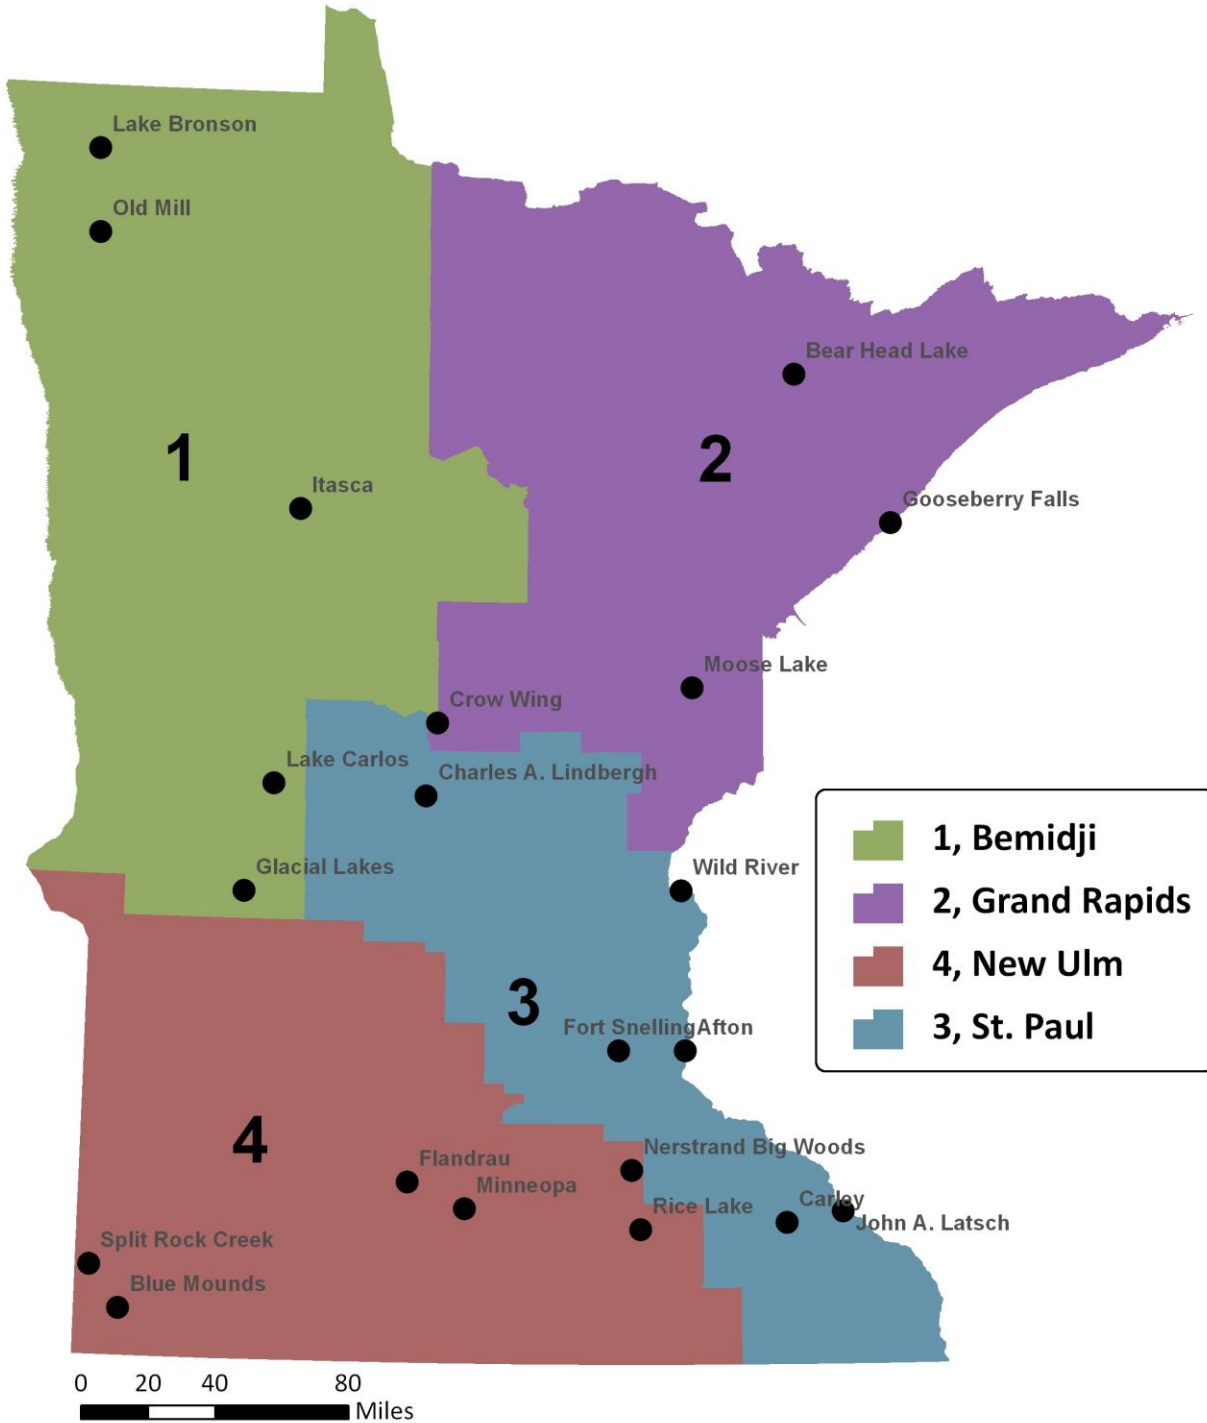 Lake Bronson
Old Mill
Bear Head Lake
1
2
Itasca
Gooseberry Falls
Moose Lake
Crow Wing
Lake Carlos
Charles A. Lindbergh
Glacial Lakes
Wild River
3
Fort Snelling
Afton
4
Nerstrand Big Woods
Flandrau
Minneopa
Rice Lake
Carley
John A. Latsch
Split Rock Creek
Blue Mounds
1, Bemidji
2, Grand Rapids
4, New Ulm
3, St. Paul
0 20 40 80
Miles